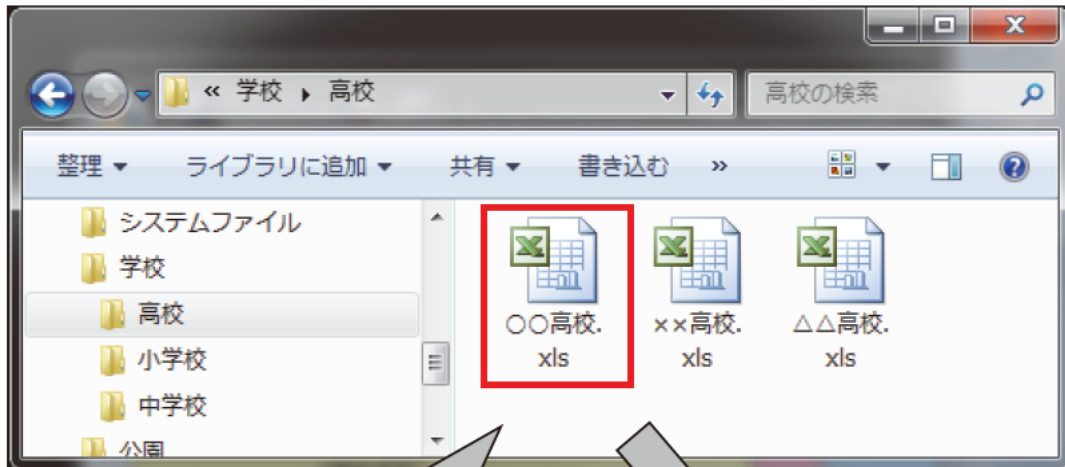 « 学校 ▸ 高校
高校の検索
整理 ライブラリに追加 共有 書き込む »
システムファイル
学校
高校
小学校
中学校
公園
○○高校.
xls
××高校.
xls
△△高校.
xls